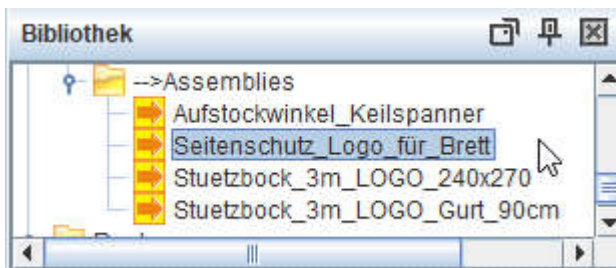 Bibliothek
-->Assemblies
Aufstockwinkel_Keilspanner
Seitenschutz_Logo_für_Brett
Stuetzbock_3m_LOGO_240x270
Stuetzbock_3m_LOGO_Gurt_90cm